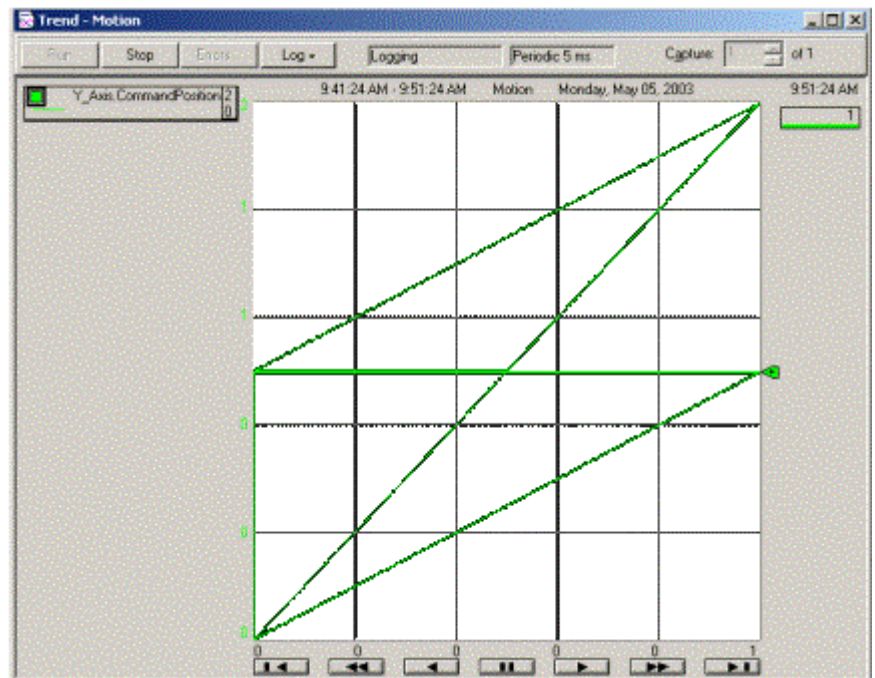 Trend - Motion
Run Stop Errors Log Logging Periodic 5 ms Capture: 1 of 1
Y_Axis.CommandPosition 2
0
9:41:24 AM - 9:51:24 AM Motion Monday, May 05, 2003 9:51:24 AM
1
2
1
1
0
0
0
0 0 0 0 0 1